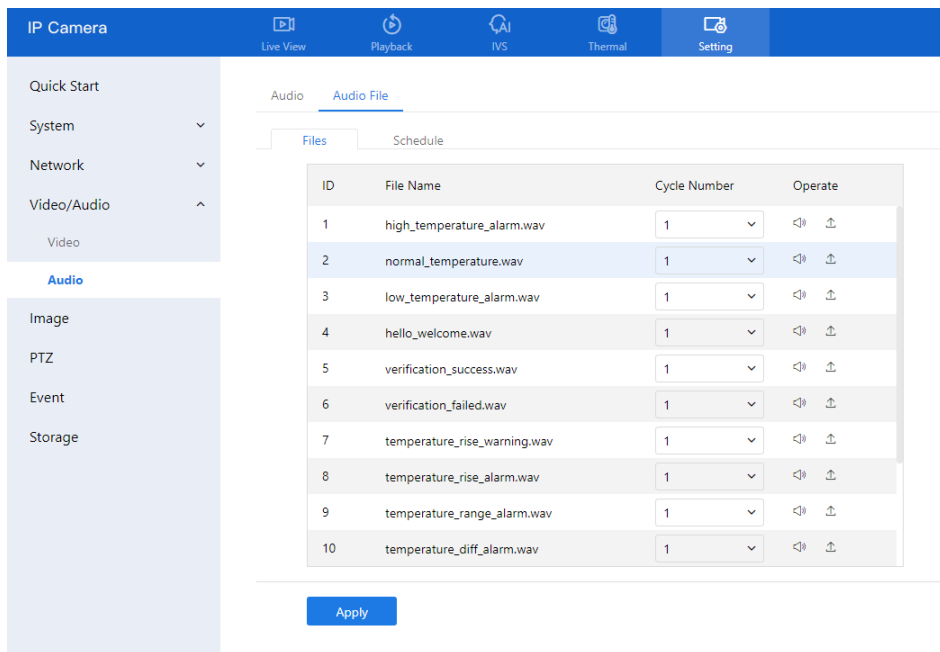 IP Camera
Live View
Playback
IVS
Thermal
Setting
Quick Start
System
Network
Video/Audio
Video
Audio
Image
PTZ
Event
Storage
Audio Audio File
Files Schedule
ID File Name Cycle Number Operate
1 high_temperature_alarm.wav 1
2 normal_temperature.wav 1
3 low_temperature_alarm.wav 1
4 hello_welcome.wav 1
5 verification_success.wav 1
6 verification_failed.wav 1
7 temperature_rise_warning.wav 1
8 temperature_rise_alarm.wav 1
9 temperature_range_alarm.wav 1
10 temperature_diff_alarm.wav 1
Apply